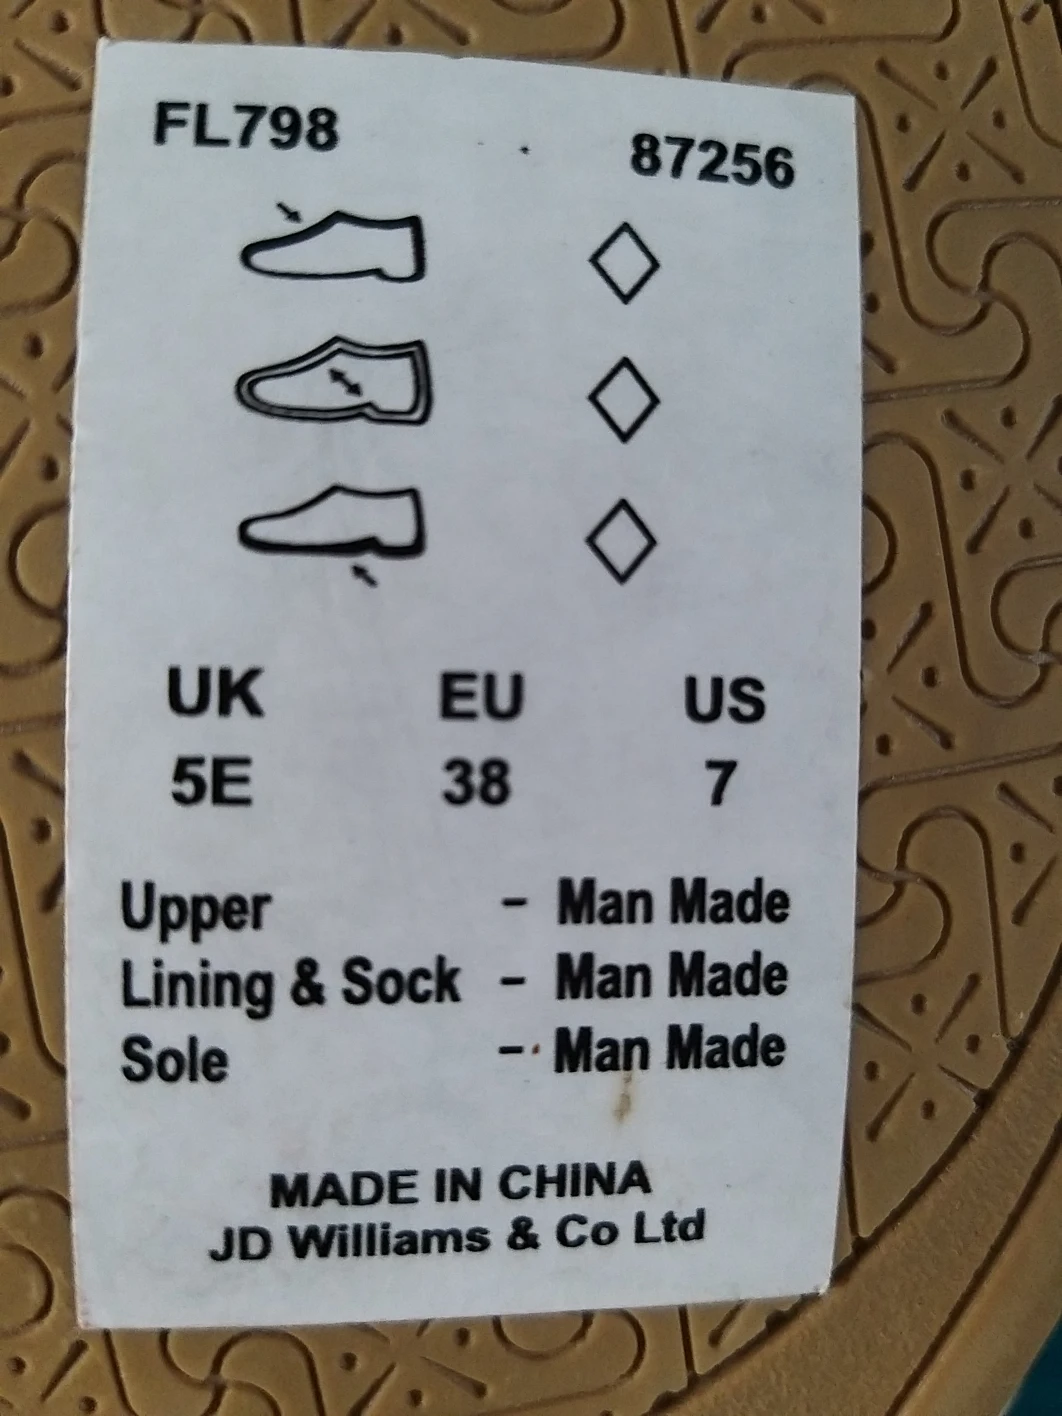 FL798 87256
UK EU US
5E 38 7
Upper - Man Made
Lining & Sock - Man Made
Sole - Man Made
MADE IN CHINA
JD Williams & Co Ltd